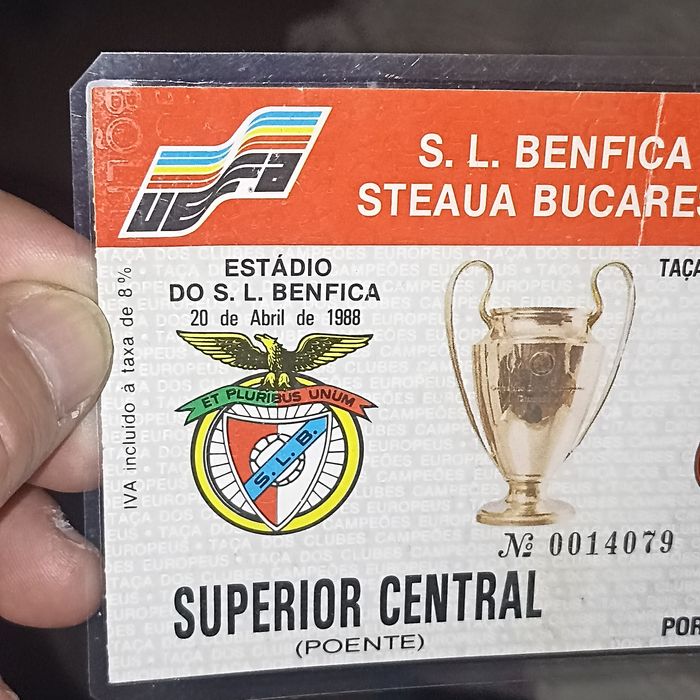 uefa
S. L. BENFICA
STEAUA BUCARES
ESTÁDIO
DO S. L. BENFICA
20 de Abril de 1988
TAÇA
IVA incluído à taxa de 8%
ET PLURIBUS UNUM
S. L. B.
Nº 0014079
SUPERIOR CENTRAL
(POENTE)
POR